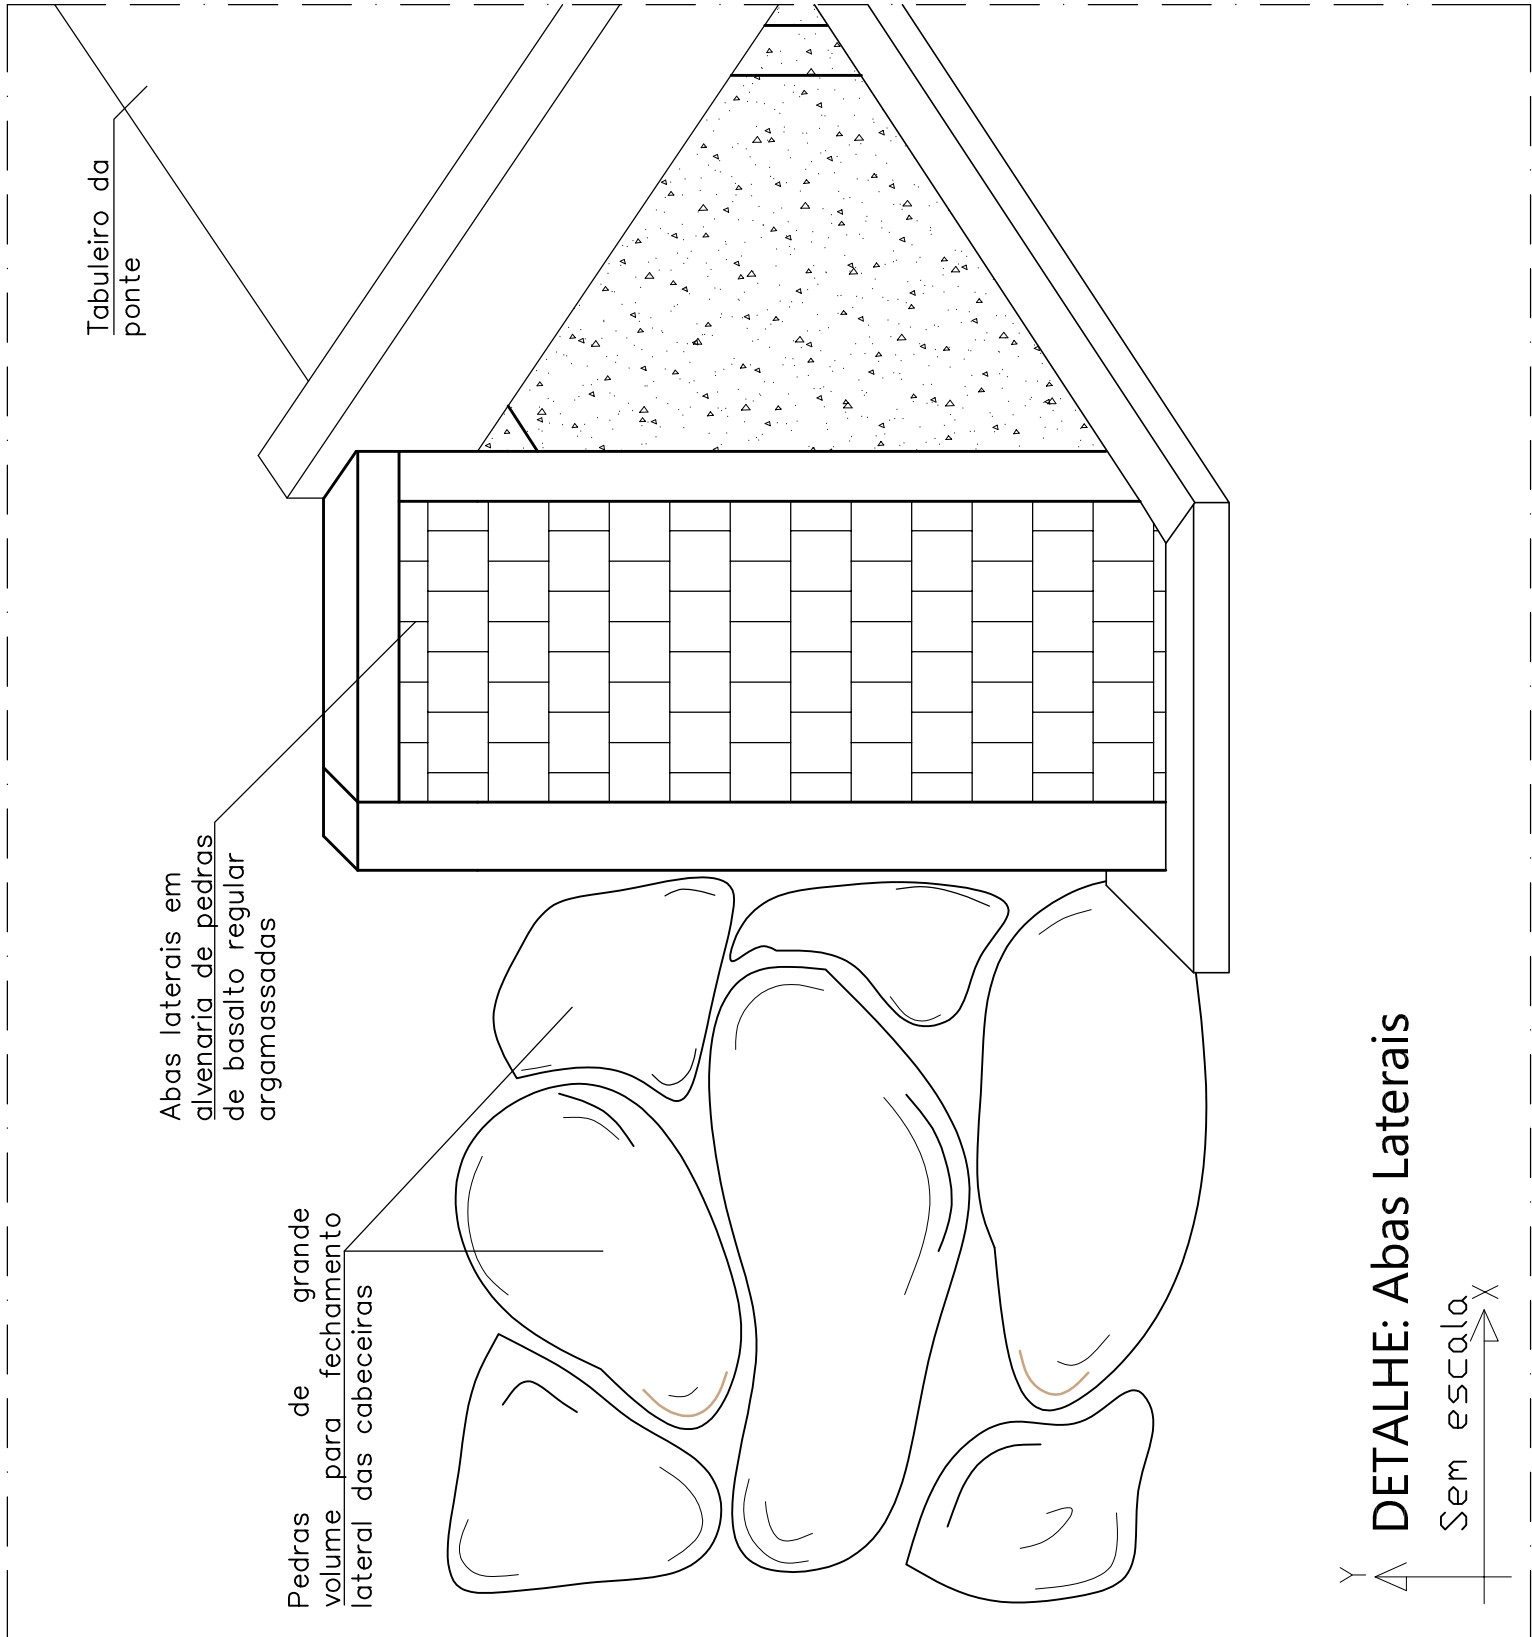 Tabuleiro da
ponte
Abas laterais em
alvenaria de pedras
de basalto regular
argamassadas
Pedras de grande
volume para fechamento
lateral das cabeceiras
DETALHE: Abas Laterais
Sem escala
X
Y